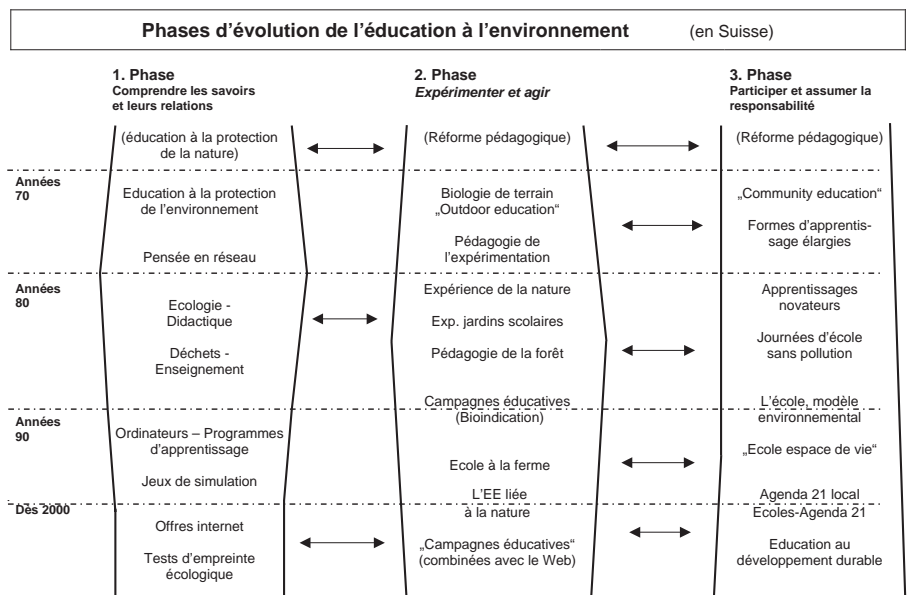 Phases d'évolution de l'éducation à l'environnement (en Suisse)
1. Phase
Comprendre les savoirs
et leurs relations
2. Phase
Expérimenter et agir
3. Phase
Participer et assumer la
responsabilité
(éducation à la protection
de la nature)
(Réforme pédagogique)
(Réforme pédagogique)
Années
70
Education à la protection
de l'environnement
Pensée en réseau
Biologie de terrain
„Outdoor education“
Pédagogie de
l'expérimentation
„Community education“
Formes d'apprentis-
sage élargies
Années
80
Ecologie -
Didactique
Déchets -
Enseignement
Expérience de la nature
Exp. jardins scolaires
Pédagogie de la forêt
Campagnes éducatives
(Bioindication)
Apprentissages
novateurs
Journées d'école
sans pollution
L'école, modèle
environnemental
Années
90
Ordinateurs – Programmes
d'apprentissage
Jeux de simulation
Ecole à la ferme
L'EE liée
à la nature
„Ecole espace de vie“
Agenda 21 local
Ecoles-Agenda 21
Dès 2000
Offres internet
Tests d'empreinte
écologique
„Campagnes éducatives“
(combinées avec le Web)
Education au
développement durable